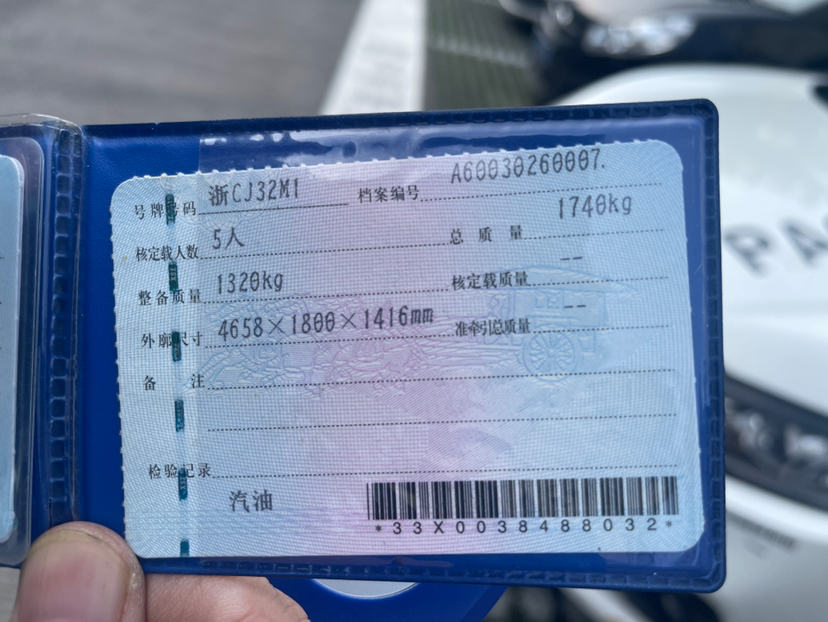 号牌号码 浙CJ32M1 档案编号 A60030260007.
核定载人数 5人 总质量 1740kg
整备质量 1320kg 核定载质量 --
外廓尺寸 4658×1800×1416mm 准牵引总质量 --
备注
检验记录
汽油
*33X0038488032*
PA